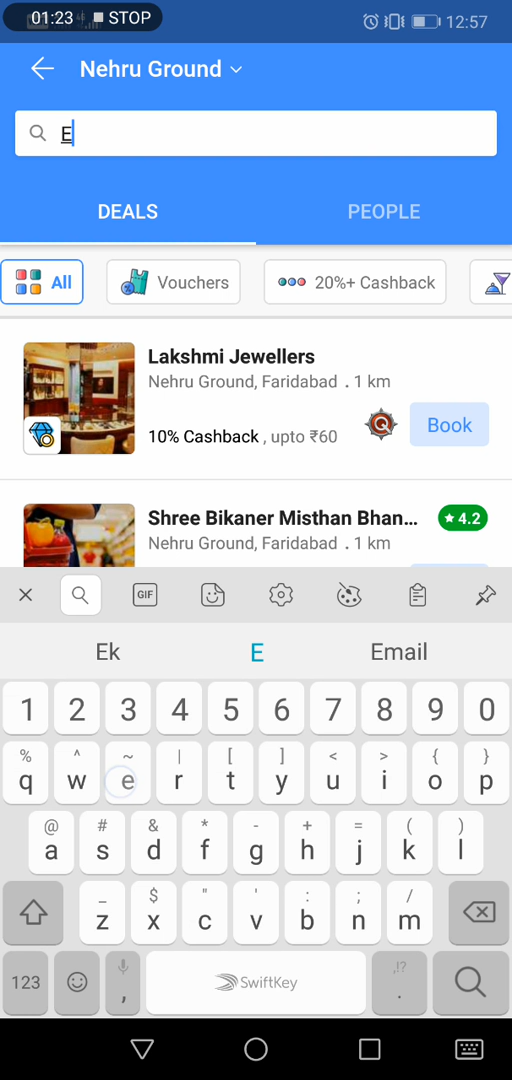 01:23 STOP
12:57
Nehru Ground
E
DEALS PEOPLE
All Vouchers 20%+ Cashback
Lakshmi Jewellers
Nehru Ground, Faridabad . 1 km
10% Cashback , upto ₹60
Q
Book
Shree Bikaner Misthan Bhan... ★ 4.2
Nehru Ground, Faridabad . 1 km
GIF
Ek E Email
1 2 3 4 5 6 7 8 9 0
% ^ ~ | [ ] < > { }
q w e r t y u i o p
@ # & * - + = ( )
a s d f g h j k l
_ $ " ' : ; /
z x c v b n m
123 , SwiftKey ,!? .